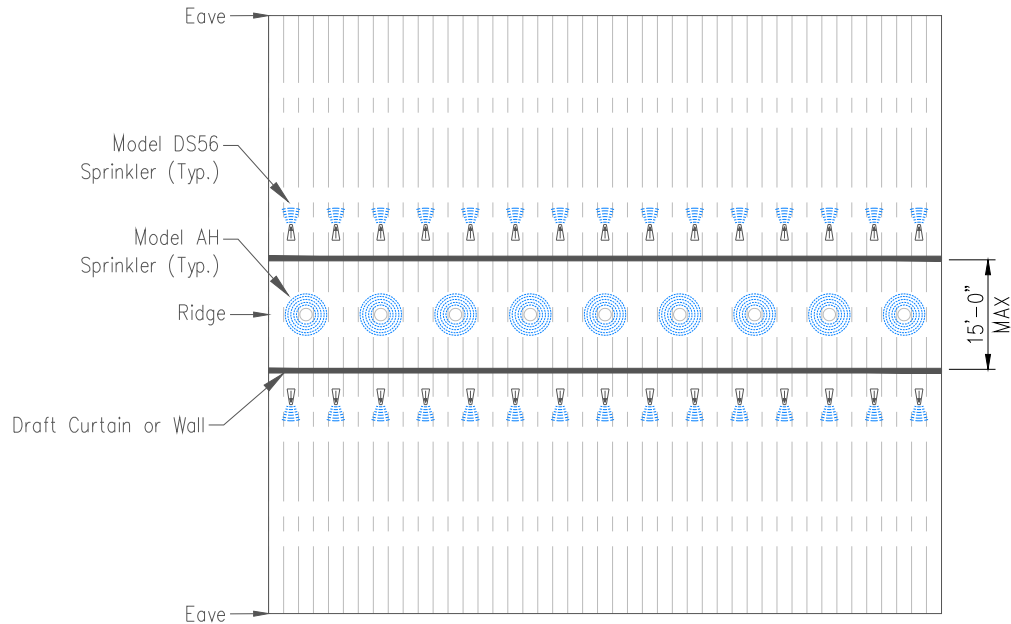 Eave
Model DS56
Sprinkler (Typ.)
Model AH
Sprinkler (Typ.)
Ridge
15'-0"
MAX
Draft Curtain or Wall
Eave